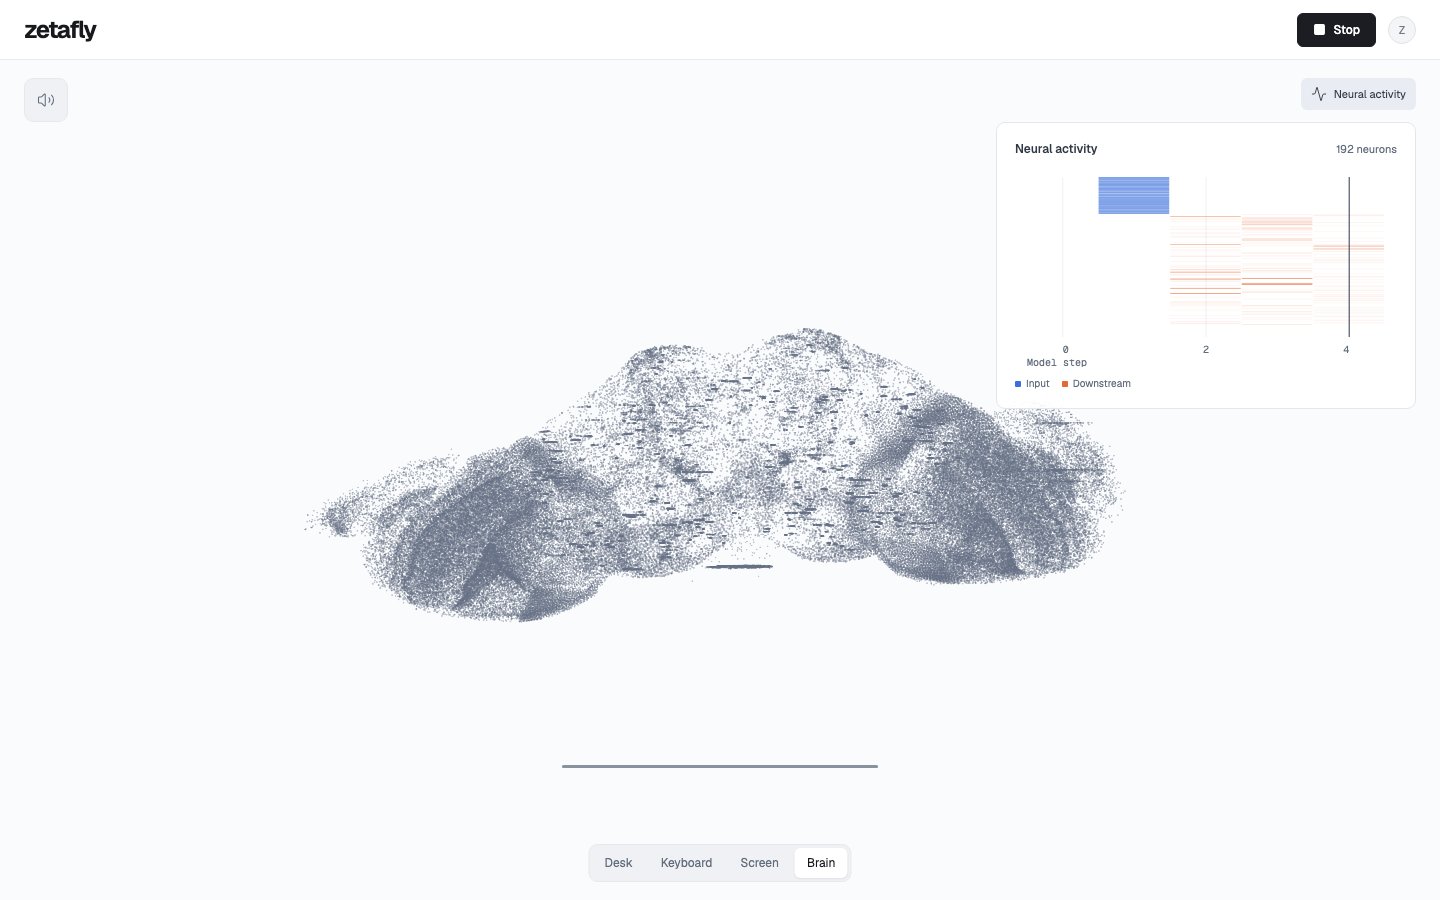 zetafly
Stop
Z
Neural activity
Neural activity
192 neurons
0 2 4
Model step
Input Downstream
Desk Keyboard Screen Brain